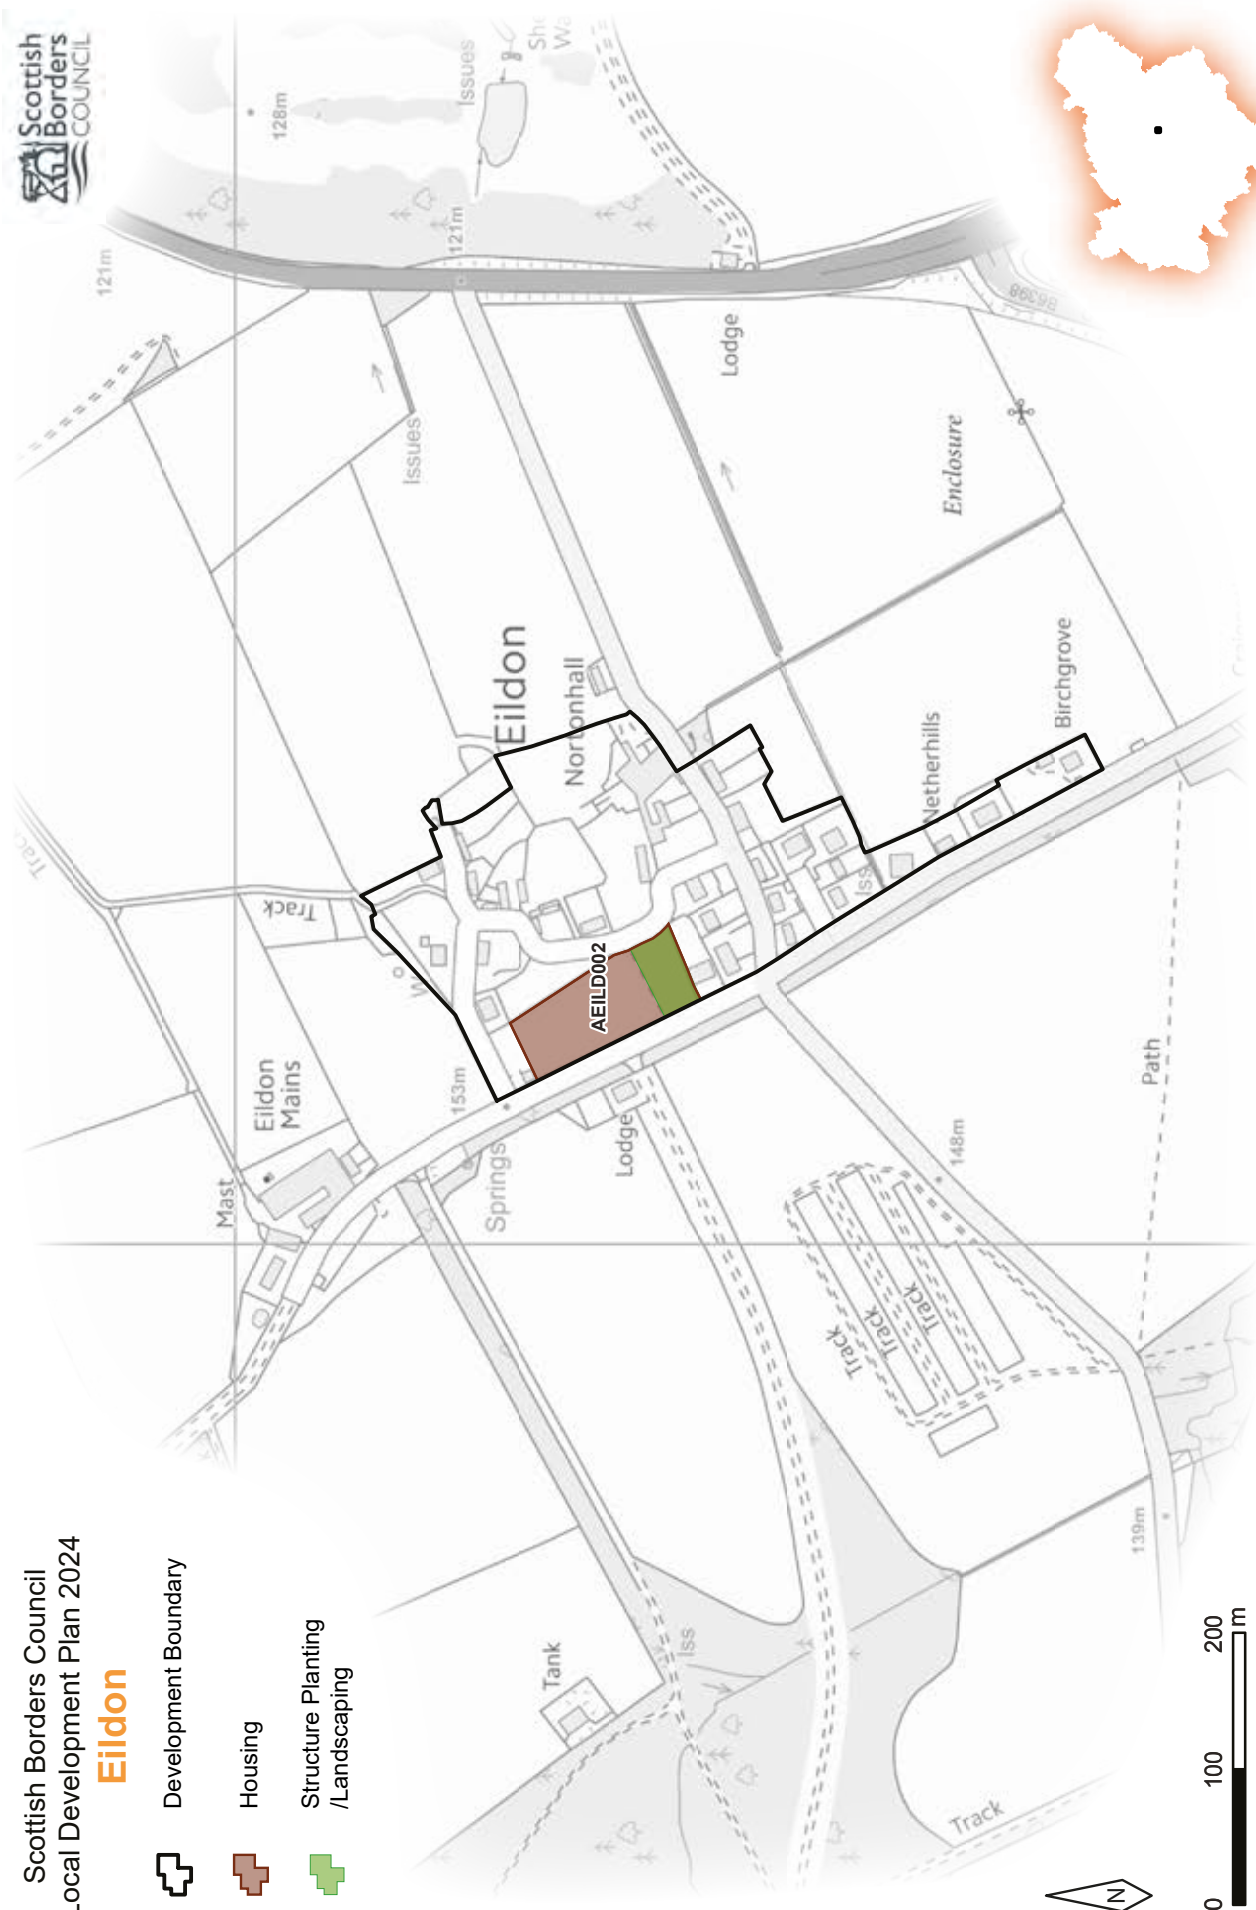 Scottish Borders Council
Local Development Plan 2024
Eildon
Development Boundary
Housing
Structure Planting
/Landscaping
Scottish
Borders
COUNCIL
Mast
Eildon
Mains
Track
Track
121m
128m
Issues
121m
Issues
153m
Springs
Eildon
Nortonhall
AEILD002
Lodge
Lodge
Tank
Iss
Iss
Netherhills
Birchgrove
Enclosure
B6398
Track
Track
Track
148m
Path
139m
Track
N
0
100
200
m